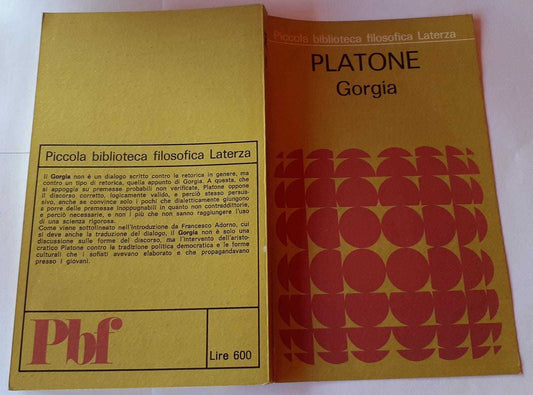 Piccola biblioteca filosofica Laterza
Il Gorgia non è un dialogo scritto contro la retorica in genere, ma
contro un tipo di retorica, quella appunto di Gorgia. A questa, che
si appoggia su premesse probabili non verificate, Platone oppone
il discorso corretto, logicamente valido, e perciò stesso persua-
sivo, anche se convince solo i pochi che dialetticamente giungono
a porre delle premesse inoppugnabili in quanto non contraddittorie,
e perciò necessarie, e non i più che non sanno raggiungere l'uso
di una scienza rigorosa.
Come viene sottolineato nell'Introduzione da Francesco Adorno, cui
si deve anche la traduzione del dialogo, il Gorgia non è solo una
discussione sulle forme del discorso, ma l'intervento dell'aristo-
cratico Platone contro la tradizione politica democratica e le forme
culturali che i sofisti avevano elaborato e che propagandavano
presso i giovani.
Pbf
Lire 600
Piccola biblioteca filosofica Laterza
PLATONE
Gorgia